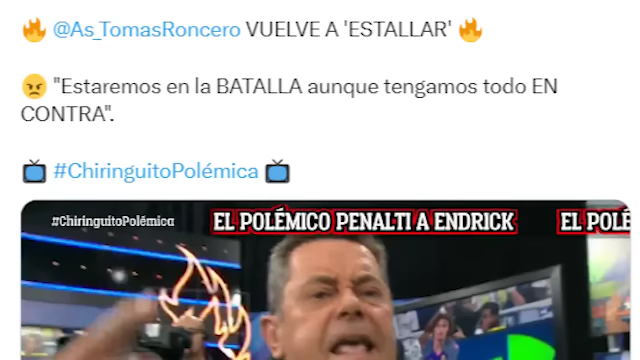 🔥 @As_TomasRoncero VUELVE A 'ESTALLAR' 🔥
😠 "Estaremos en la BATALLA aunque tengamos todo EN
CONTRA".
📺 #ChiringuitoPolémica 📺
#ChiringuitoPolémica
EL POLÉMICO PENALTI A ENDRICK EL POLÉ